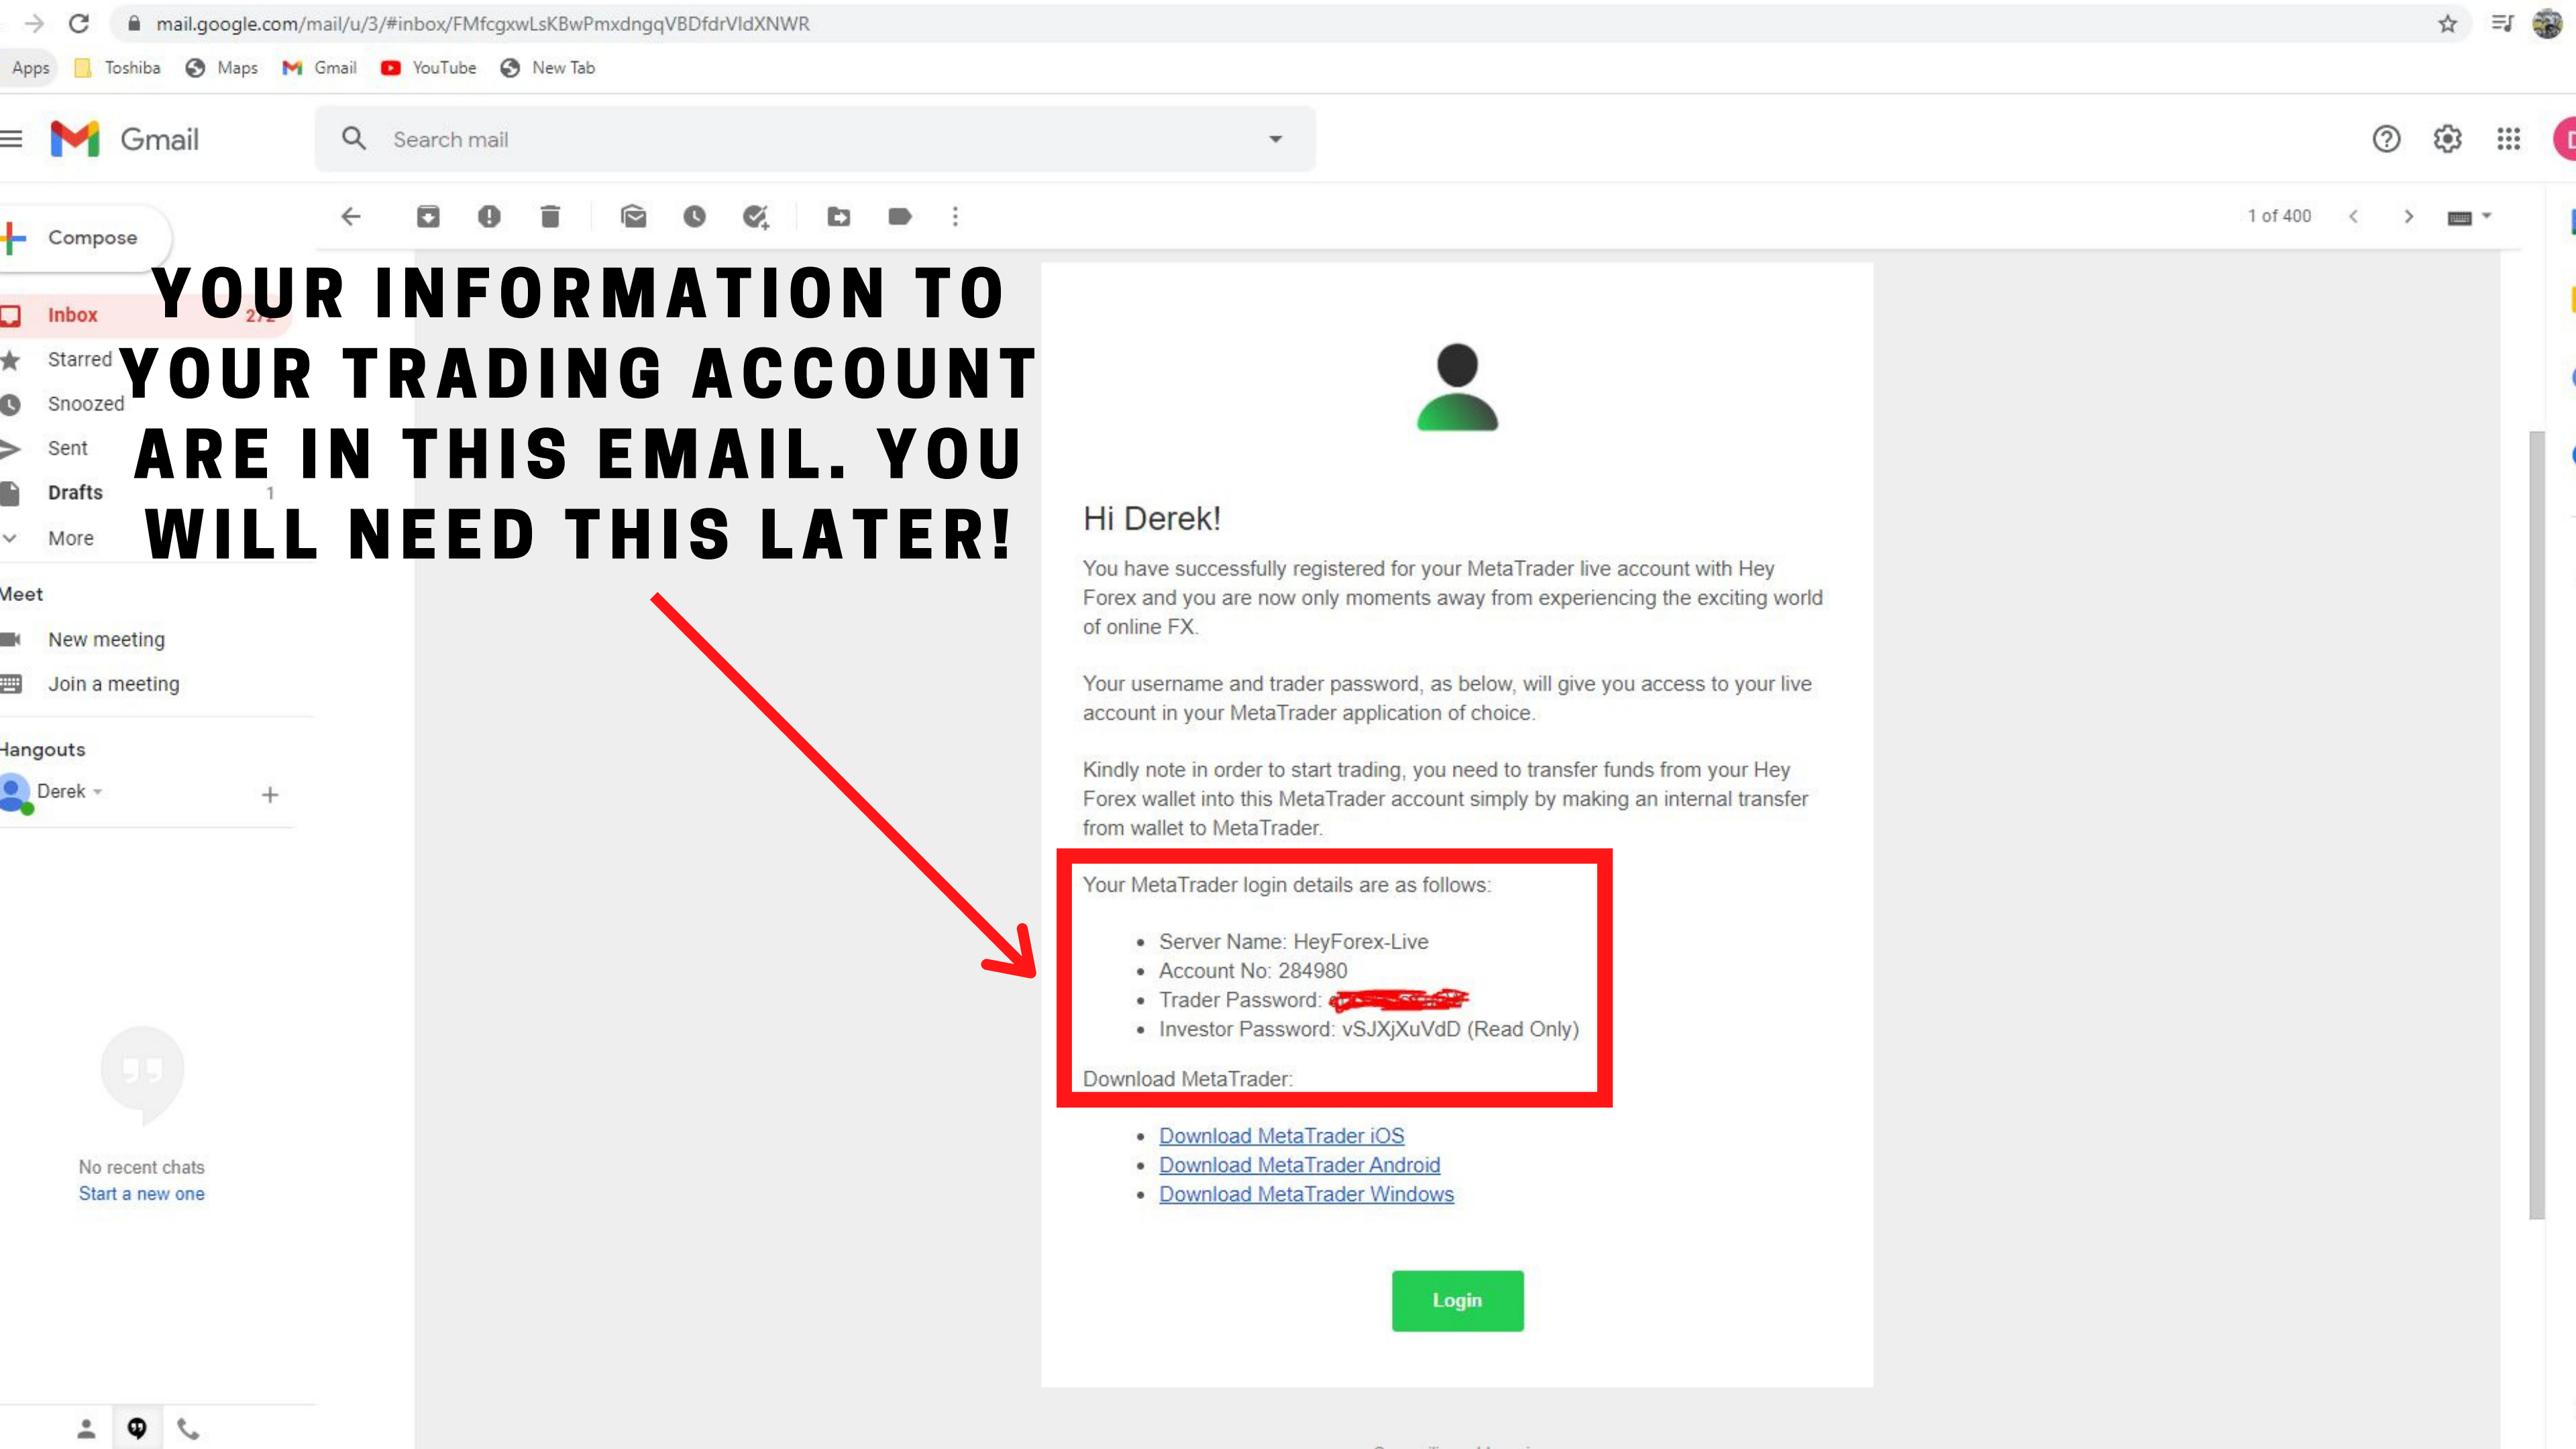 mail.google.com/mail/u/3/#inbox/FMfcgxwLsKBwPmxdngqVBDfdrVldXNWR
Apps Toshiba Maps Gmail YouTube New Tab
Gmail
Search mail
Compose
1 of 400
YOUR INFORMATION TO
YOUR TRADING ACCOUNT
ARE IN THIS EMAIL. YOU
WILL NEED THIS LATER!
Inbox 272
Starred
Snoozed
Sent
Drafts 1
More
Meet
New meeting
Join a meeting
Hangouts
Derek
No recent chats
Start a new one
Hi Derek!
You have successfully registered for your MetaTrader live account with Hey
Forex and you are now only moments away from experiencing the exciting world
of online FX.
Your username and trader password, as below, will give you access to your live
account in your MetaTrader application of choice.
Kindly note in order to start trading, you need to transfer funds from your Hey
Forex wallet into this MetaTrader account simply by making an internal transfer
from wallet to MetaTrader.
Your MetaTrader login details are as follows:
Server Name: HeyForex-Live
Account No: 284980
Trader Password:
Investor Password: vSJXjXuVdD (Read Only)
Download MetaTrader:
Download MetaTrader iOS
Download MetaTrader Android
Download MetaTrader Windows
Login